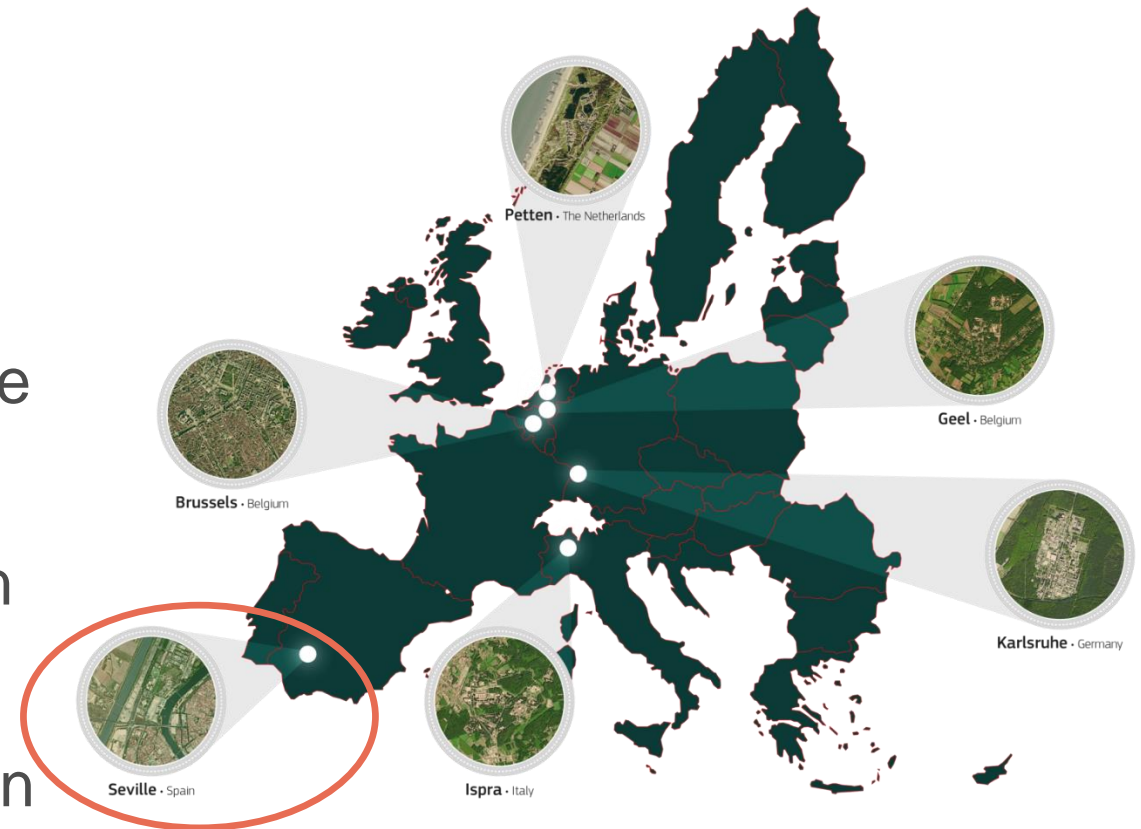 Petten · The Netherlands
e
Geel · Belgium
Brussels · Belgium
n
Karlsruhe · Germany
Seville · Spain
Ispra · Italy
n